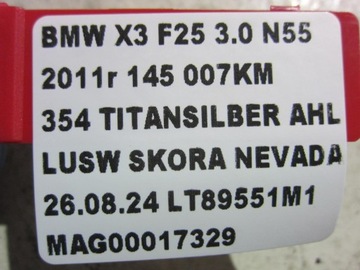 BMW X3 F25 3.0 N55
2011r 145 007KM
354 TITANSILBER AHL
LUSW SKORA NEVADA
26.08.24 LT89551M1
MAG00017329